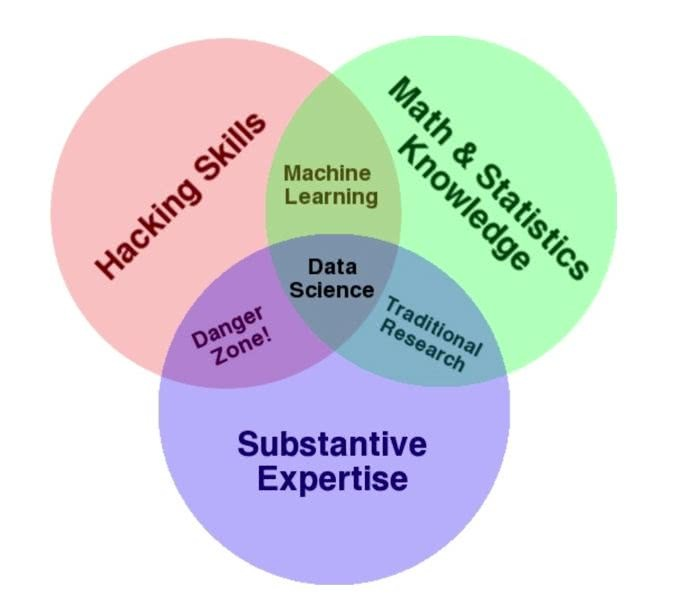 Hacking Skills
Math & Statistics
Knowledge
Machine
Learning
Data
Science
Danger
Zone!
Traditional
Research
Substantive
Expertise